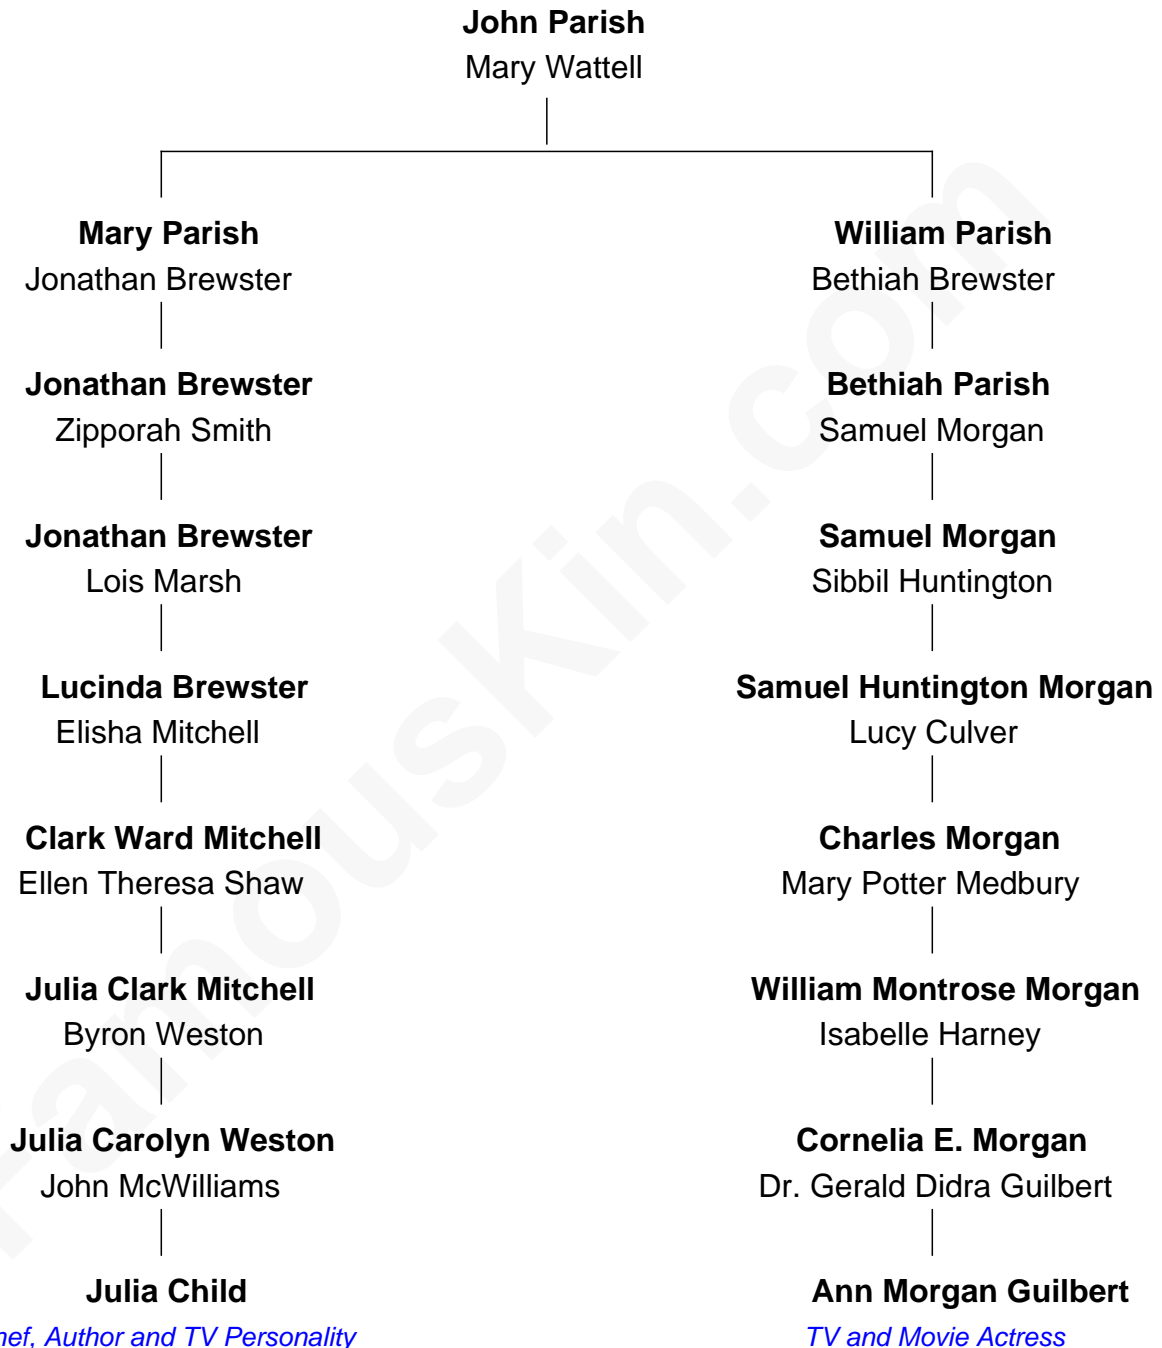 John Parish
Mary Wattell
Mary Parish
Jonathan Brewster
William Parish
Bethiah Brewster
Jonathan Brewster
Zipporah Smith
Bethiah Parish
Samuel Morgan
Jonathan Brewster
Lois Marsh
Samuel Morgan
Sibbil Huntington
Lucinda Brewster
Elisha Mitchell
Samuel Huntington Morgan
Lucy Culver
Clark Ward Mitchell
Ellen Theresa Shaw
Charles Morgan
Mary Potter Medbury
Julia Clark Mitchell
Byron Weston
William Montrose Morgan
Isabelle Harney
Julia Carolyn Weston
John McWilliams
Cornelia E. Morgan
Dr. Gerald Didra Guilbert
Julia Child
nef, Author and TV Personality
Ann Morgan Guilbert
TV and Movie Actress
FamousKin.com